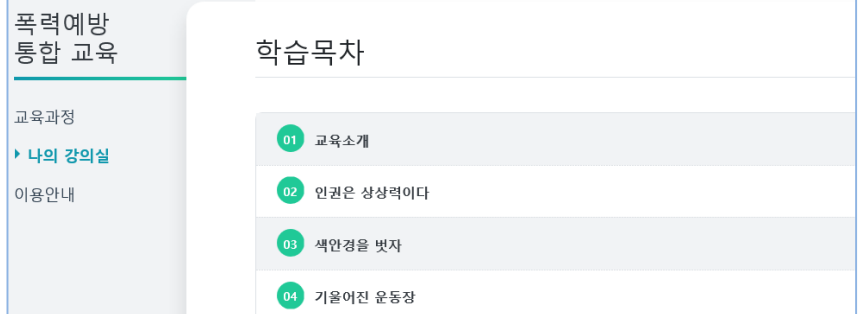 폭력예방
통합 교육
교육과정
나의 강의실
이용안내
학습목차
01 교육소개
02 인권은 상상력이다
03 색안경을 벗자
04 기울어진 운동장